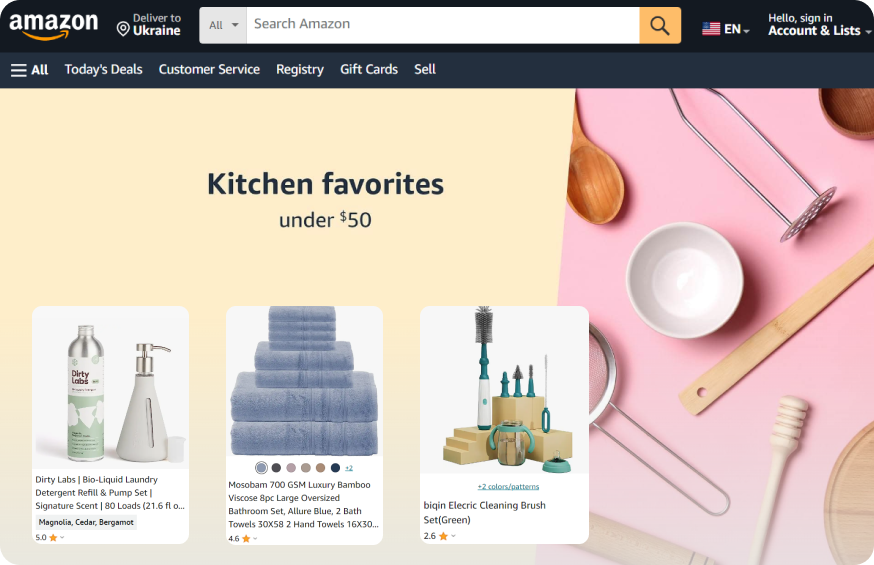 amazon
Deliver to
Ukraine
All
Search Amazon
EN
Hello, sign in
Account & Lists
All
Today's Deals
Customer Service
Registry
Gift Cards
Sell
Kitchen favorites
under $50
Dirty
Labs
+2
+2 colors/patterns
Dirty Labs | Bio-Liquid Laundry
Detergent Refill & Pump Set |
Signature Scent | 80 Loads (21.6 fl o...
Magnolia, Cedar, Bergamot
5.0
Mosobam 700 GSM Luxury Bamboo
Viscose 8pc Large Oversized
Bathroom Set, Allure Blue, 2 Bath
Towels 30X58 2 Hand Towels 16X30...
4.6
biqin Elecric Cleaning Brush
Set(Green)
2.6